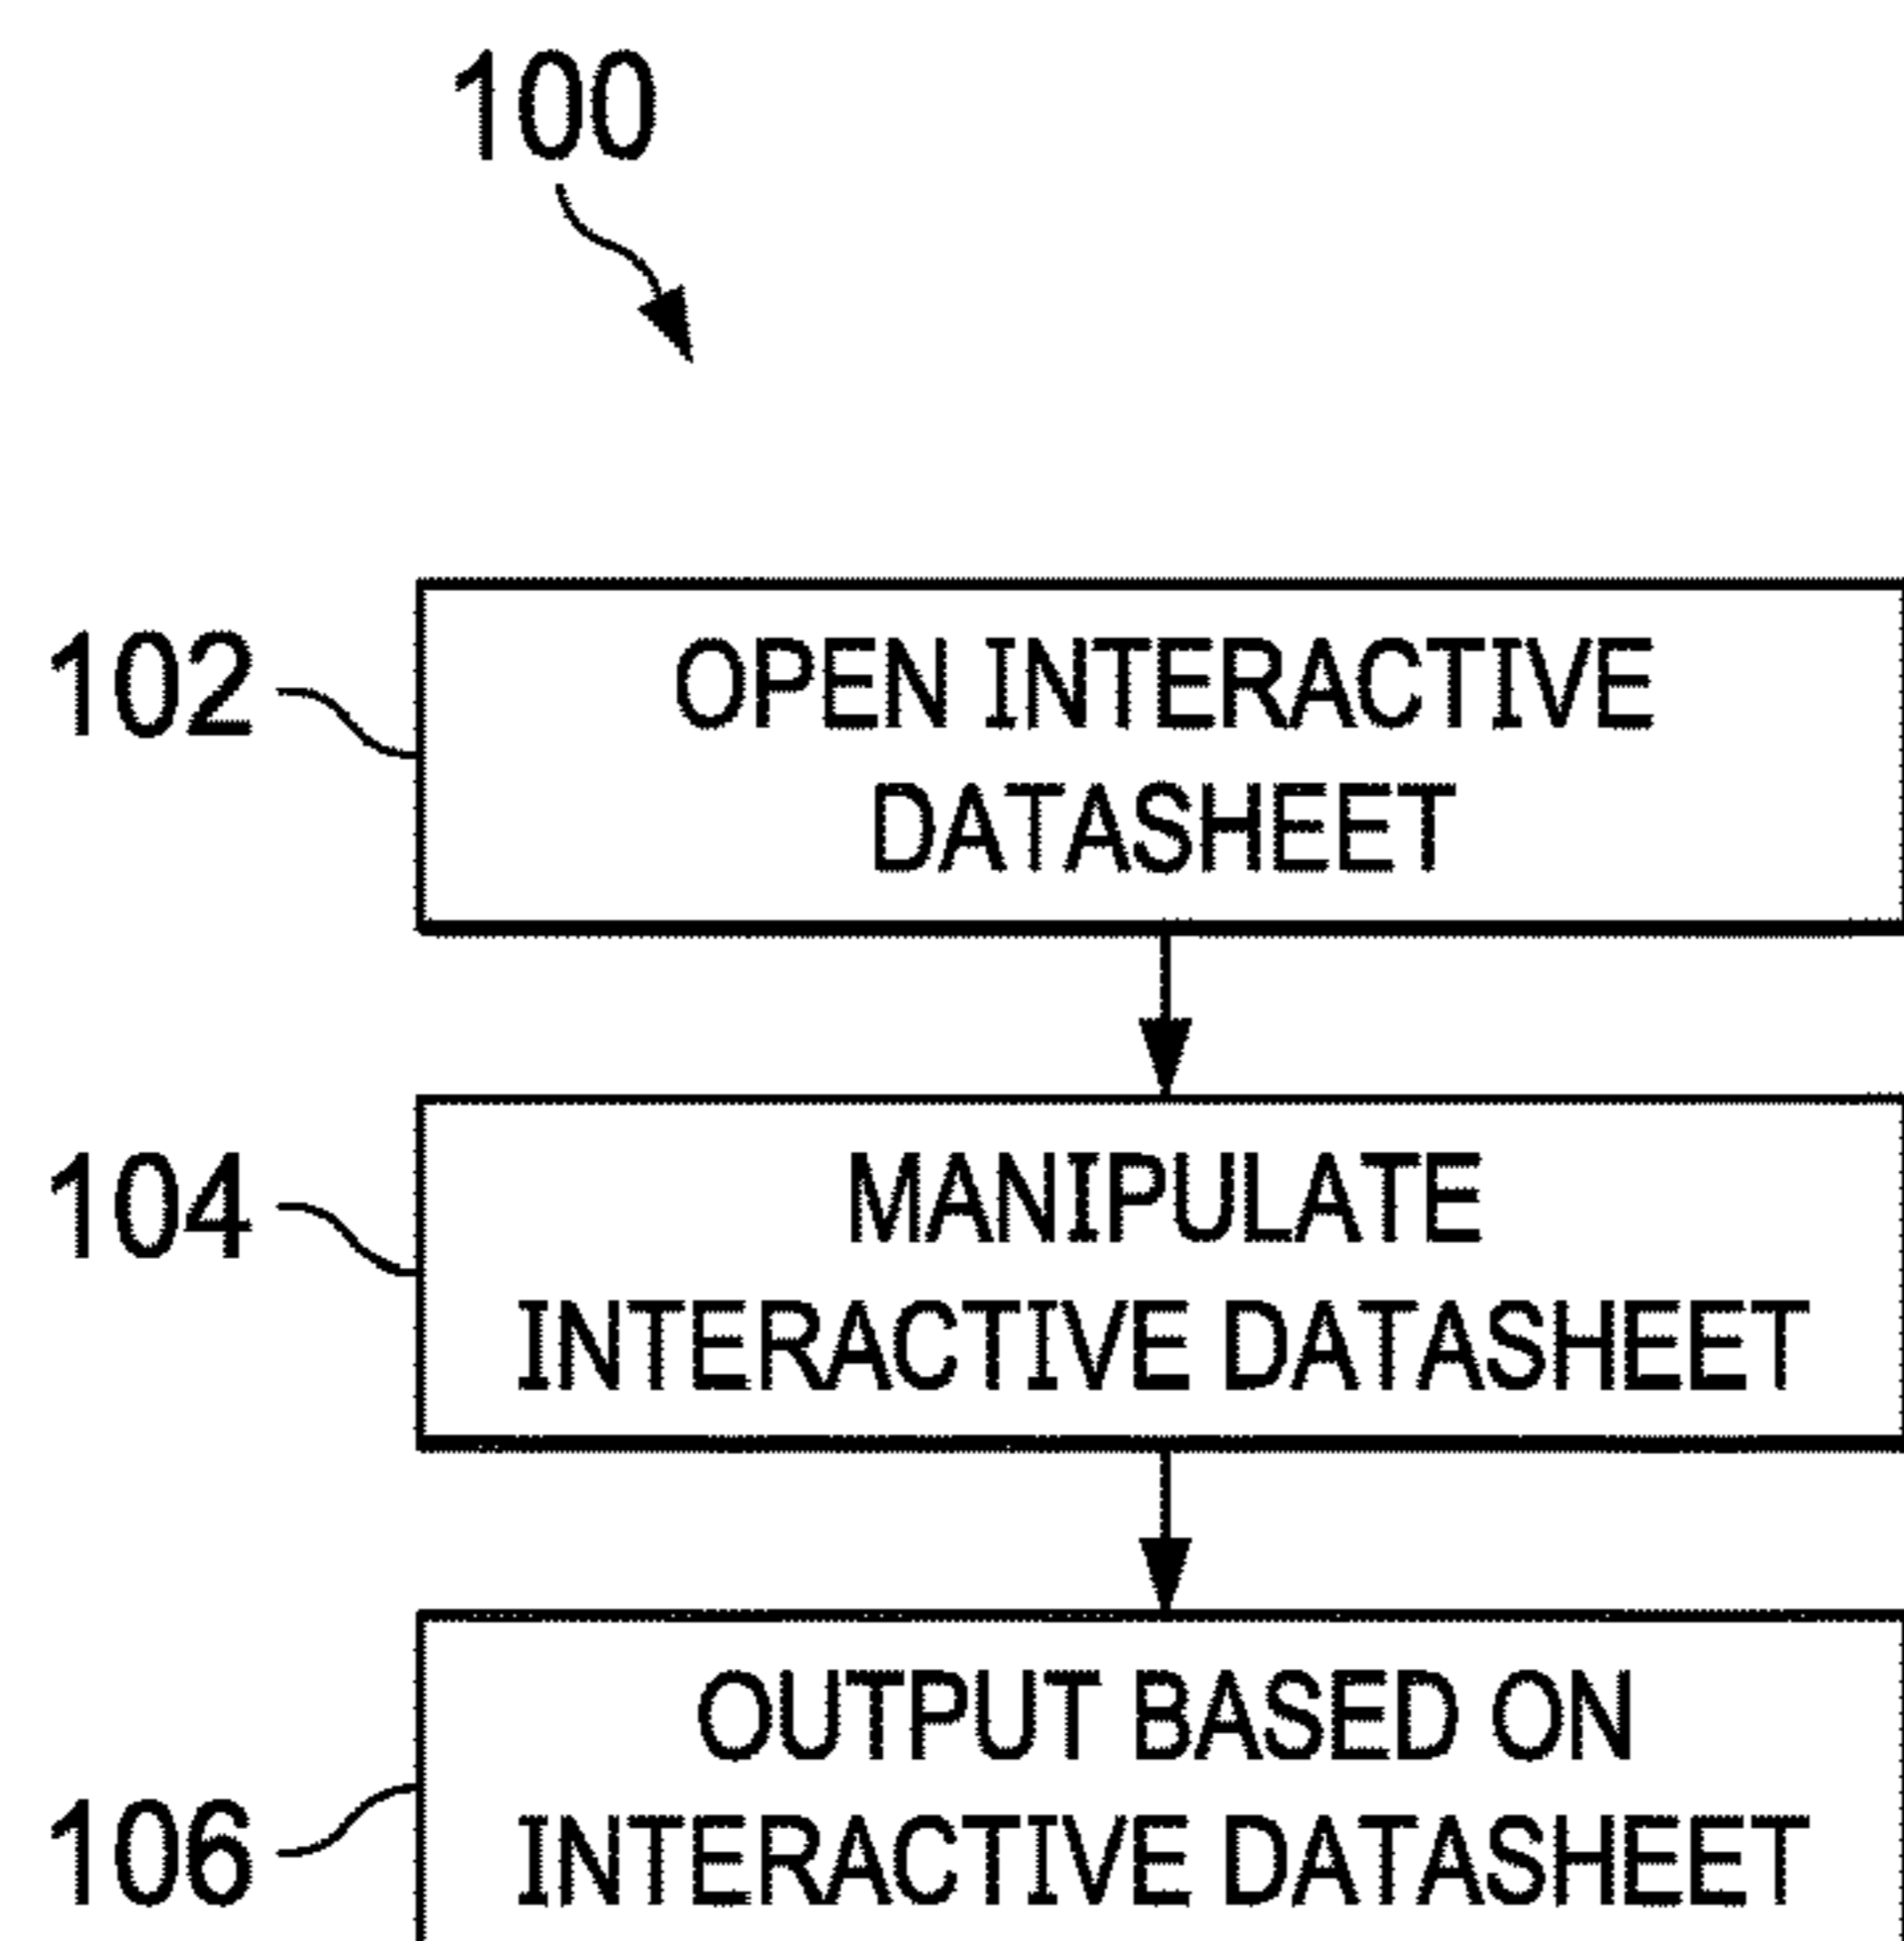 100
102
OPEN INTERACTIVE
DATASHEET
104
MANIPULATE
INTERACTIVE DATASHEET
106
OUTPUT BASED ON
INTERACTIVE DATASHEET